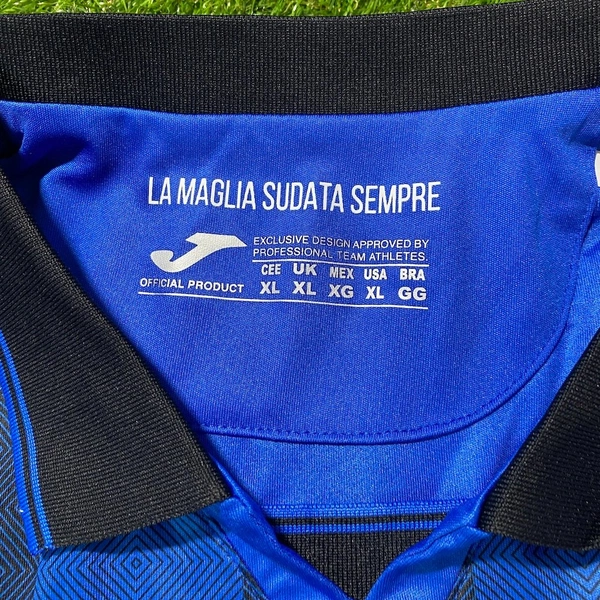 LA MAGLIA SUDATA SEMPRE
EXCLUSIVE DESIGN APPROVED BY
PROFESSIONAL TEAM ATHLETES.
OFFICIAL PRODUCT
CEE UK MEX USA BRA
XL XL XG XL GG